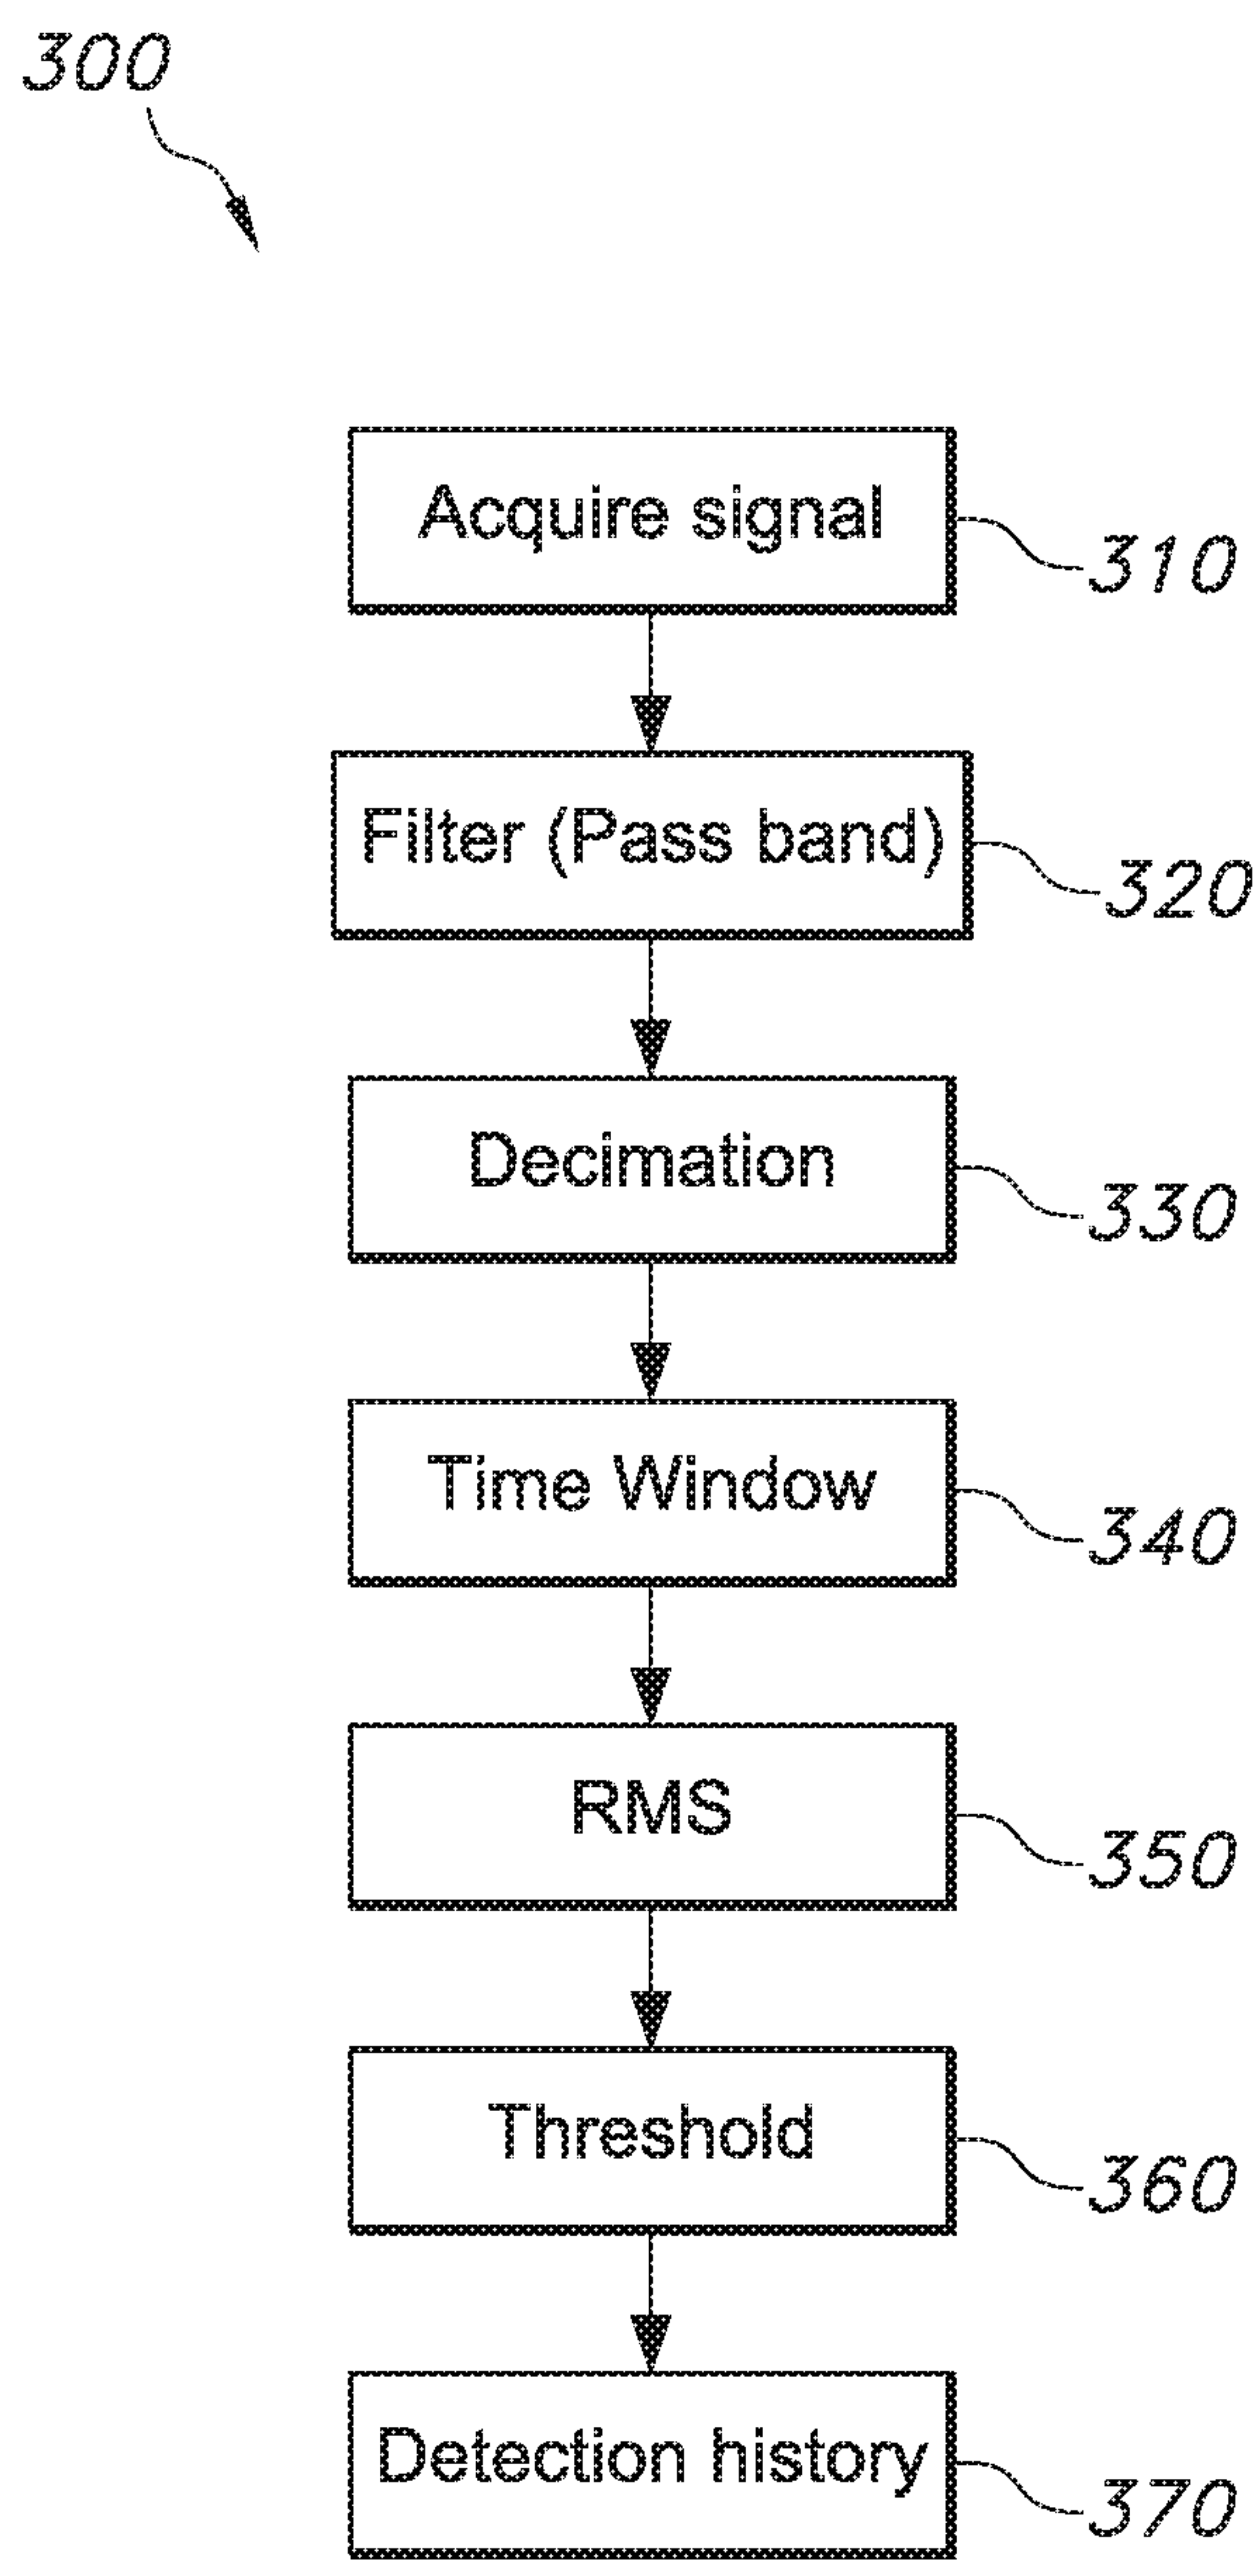 300
Acquire signal
310
Filter (Pass band)
320
Decimation
330
Time Window
340
RMS
350
Threshold
360
Detection history
370